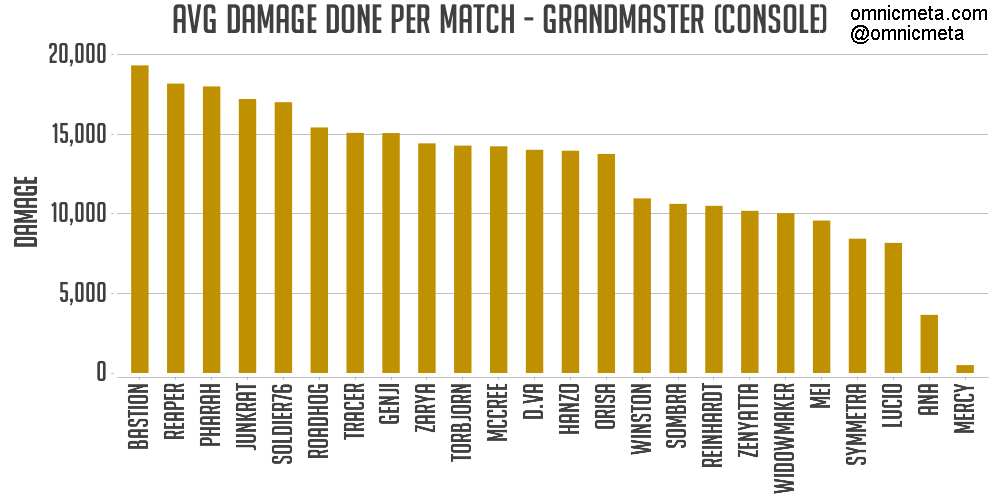 AVG DAMAGE DONE PER MATCH - GRANDMASTER (CONSOLE)
omnicmeta.com
@omnicmeta
DAMAGE
20,000
15,000
10,000
5,000
0
BASTION
REAPER
PHARAH
JUNKRAT
SOLDIER76
ROADHOG
TRACER
GENJI
ZARYA
TORBJORN
MCCREE
D.VA
HANZO
ORISA
WINSTON
SOMBRA
REINHARDT
ZENYATTA
WIDOWMAKER
MEI
SYMMETRA
LUCIO
ANA
MERCY